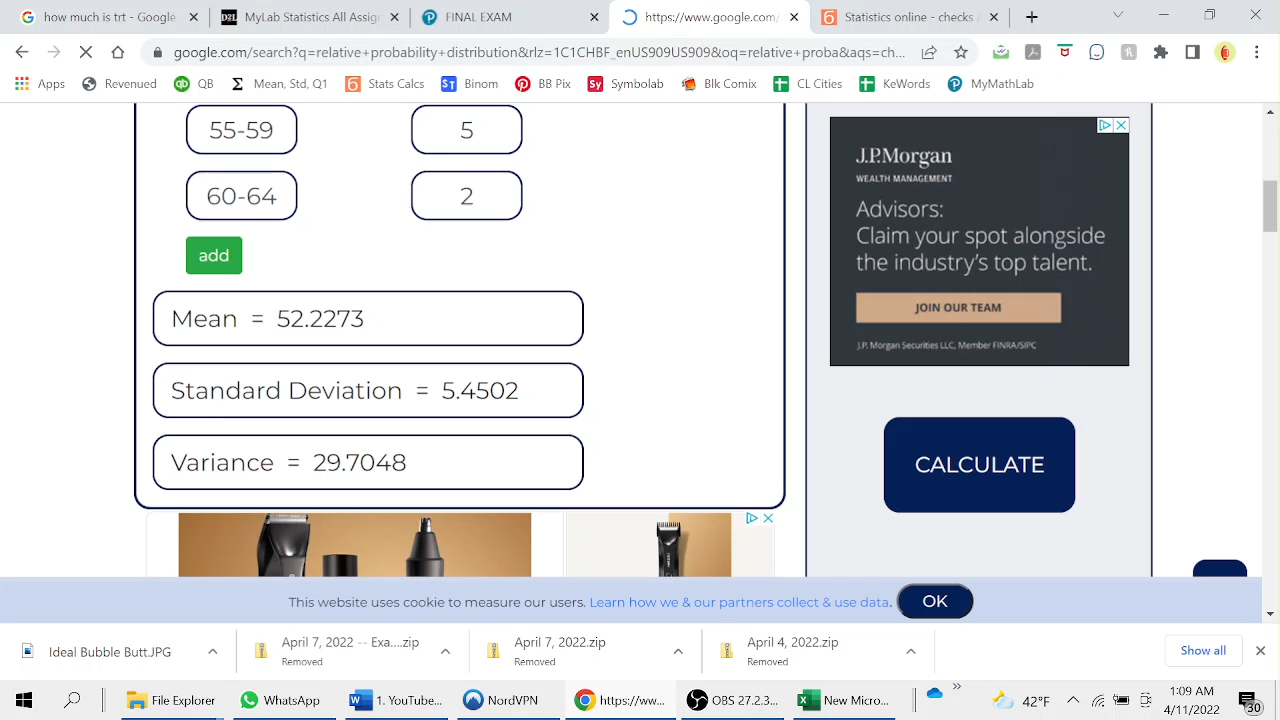 how much is it - Google
MyLab Statistics All Assig
FINAL EXAM
https://www.google.com/
Statistics online - checks
google.com/search?q=relative+probability+distribution&rlz=1C1CHBF_enUS909US909&oq=relative+proba&aqs=ch...
Apps
Revenued
QB
Mean, Std, Q1
Stats Calcs
Binom
BB Pix
Symbolab
Blk Comix
CL Cities
KeWords
MyMathLab
55-59 5
60-64 2
add
Mean = 52.2273
Standard Deviation = 5.4502
Variance = 29.7048
J.P.Morgan
WEALTH MANAGEMENT
Advisors:
Claim your spot alongside
the industry's top talent.
JOIN OUR TEAM
J.P. Morgan Securities LLC, Member FINRA/SIPC
CALCULATE
This website uses cookie to measure our users. Learn how we & our partners collect & use data. OK
Ideal Bubble Butt.JPG
April 7, 2022 -- Exa....zip
Removed
April 7, 2022.zip
Removed
April 4, 2022.zip
Removed
Show all
File Explorer
WhatsApp
1. YouTube...
NordVPN
https://ww...
OBS 27.2.3...
New Micro...
42°F
1:09 AM
4/11/2022
30